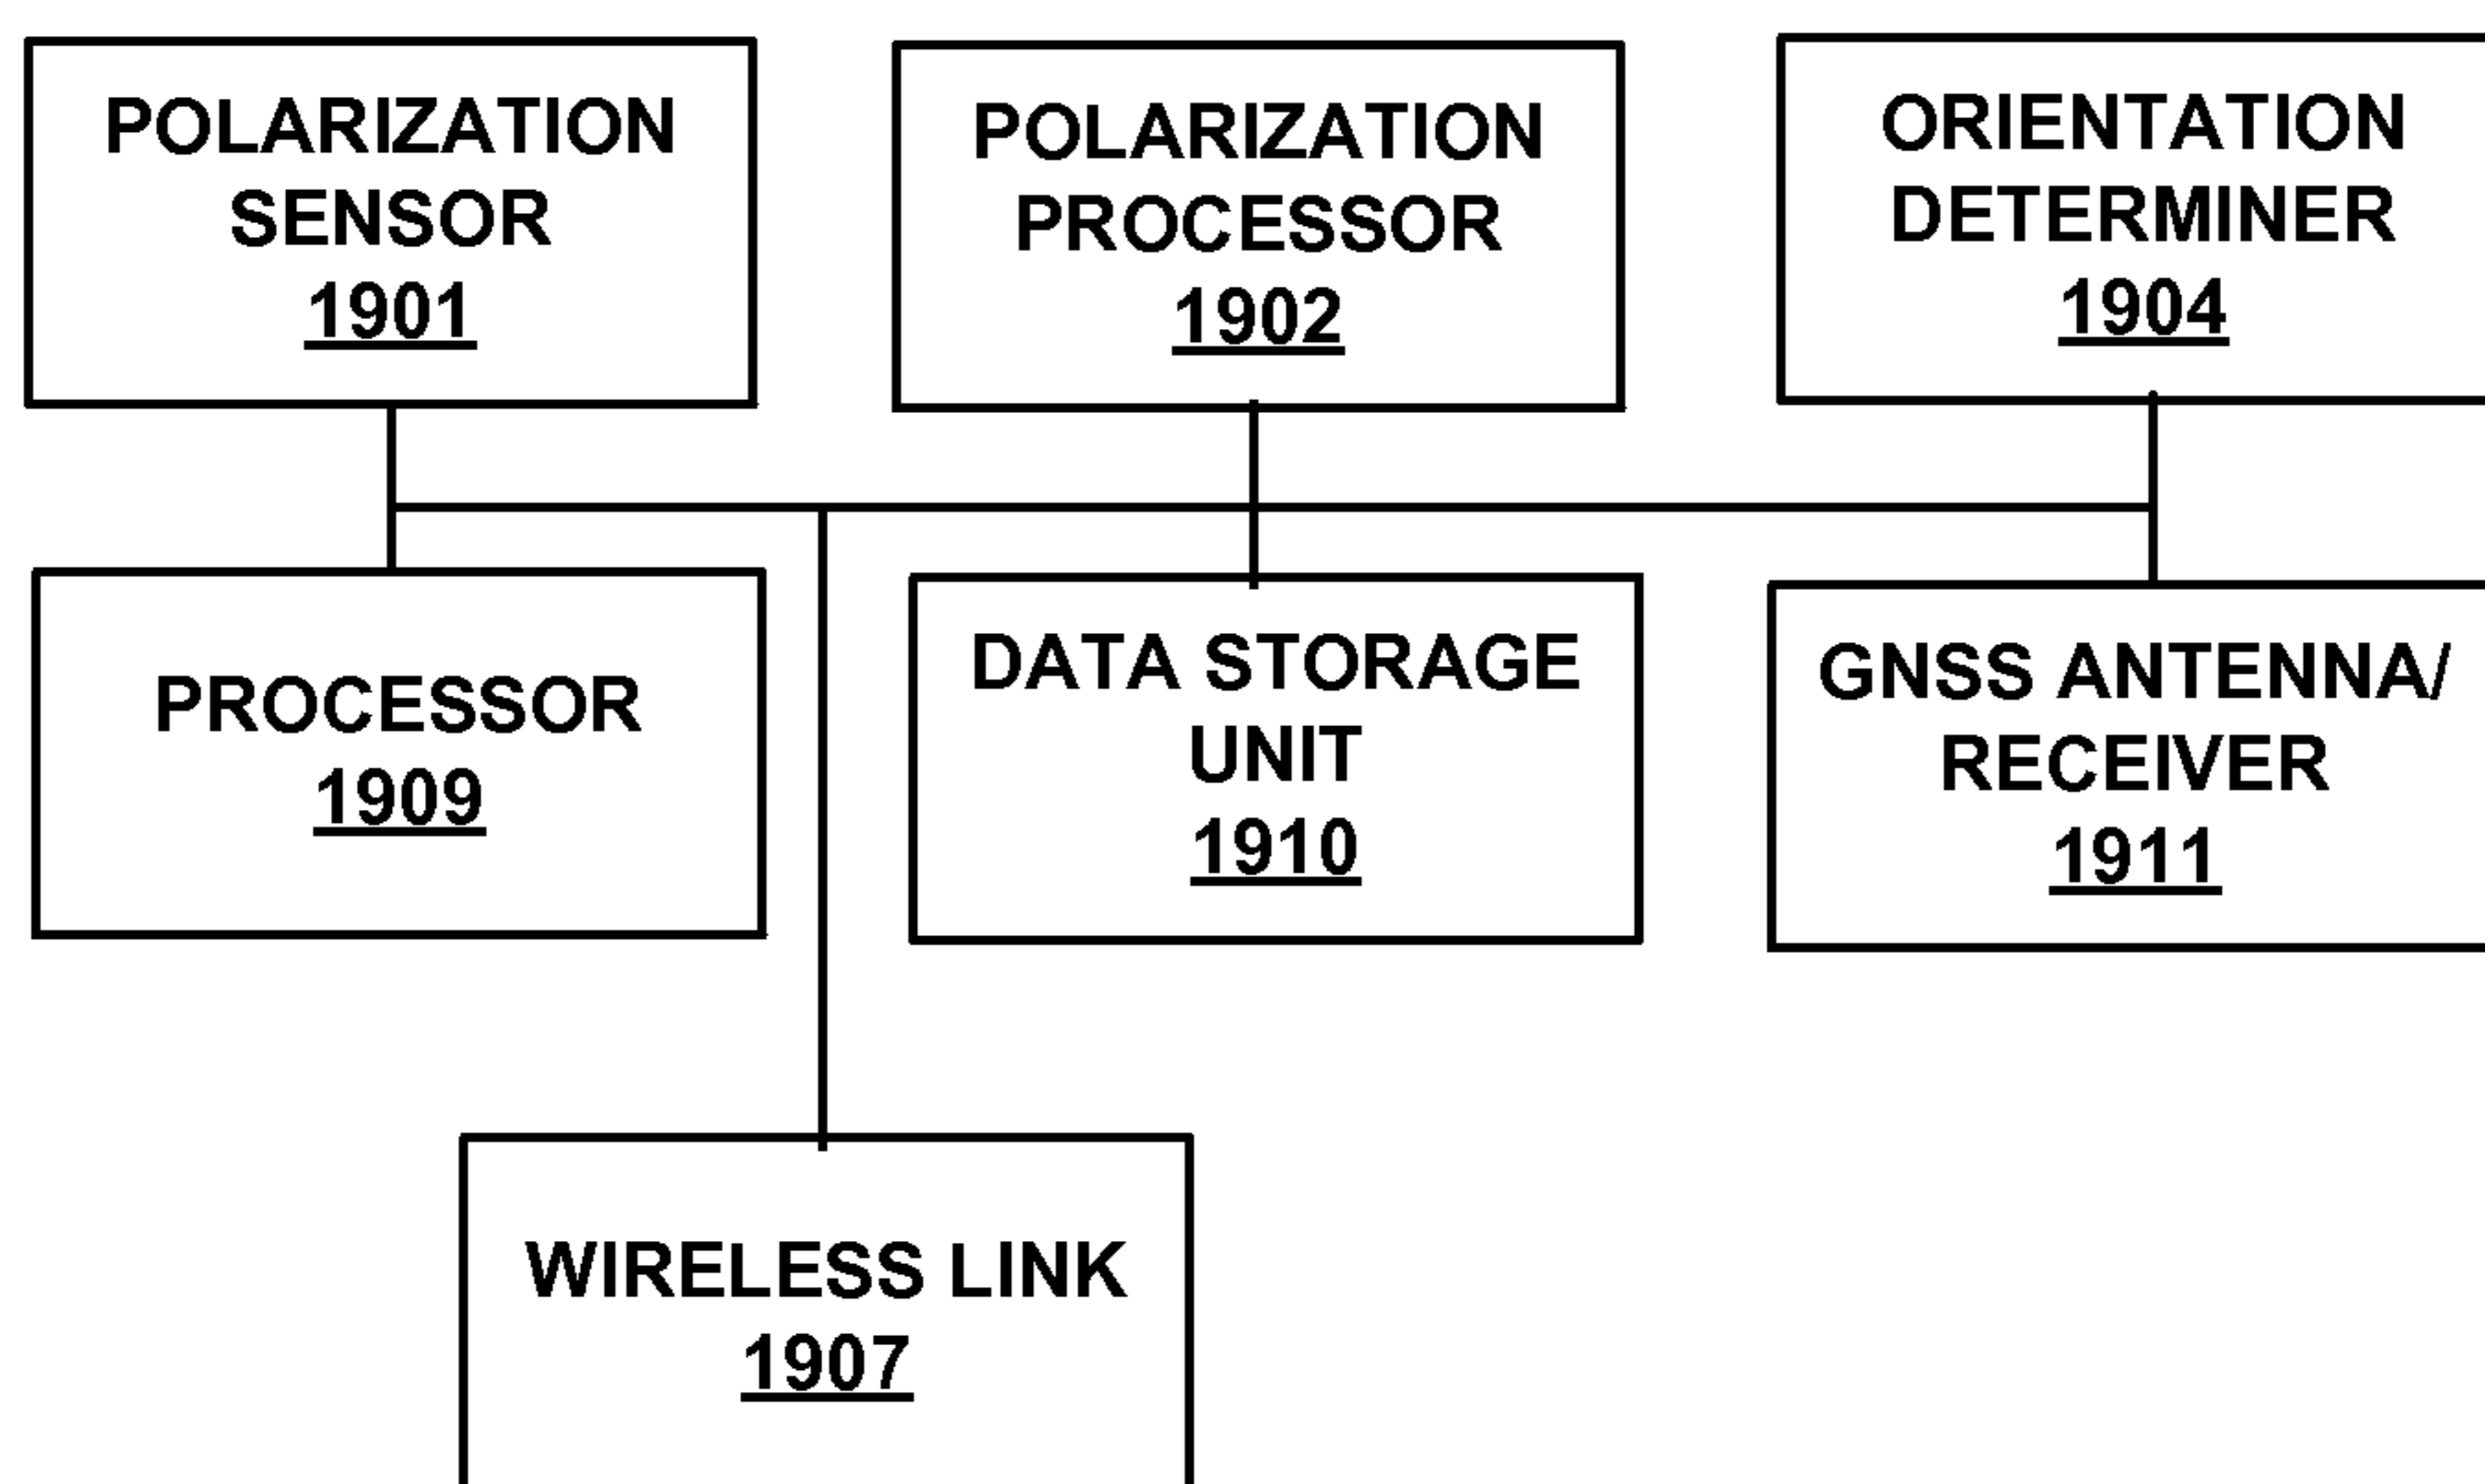 POLARIZATION
SENSOR
1901
POLARIZATION
PROCESSOR
1902
ORIENTATION
DETERMINER
1904
PROCESSOR
1909
DATA STORAGE
UNIT
1910
GNSS ANTENNA/
RECEIVER
1911
WIRELESS LINK
1907